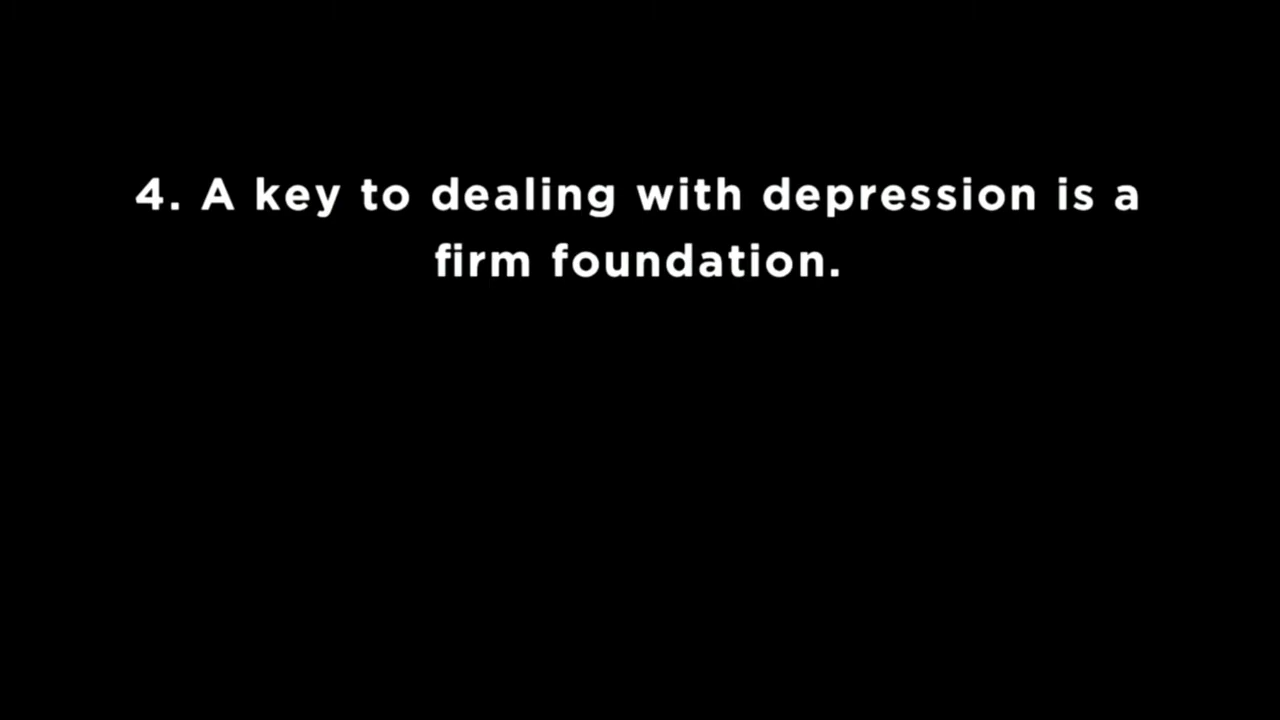 4. A key to dealing with depression is a
firm foundation.